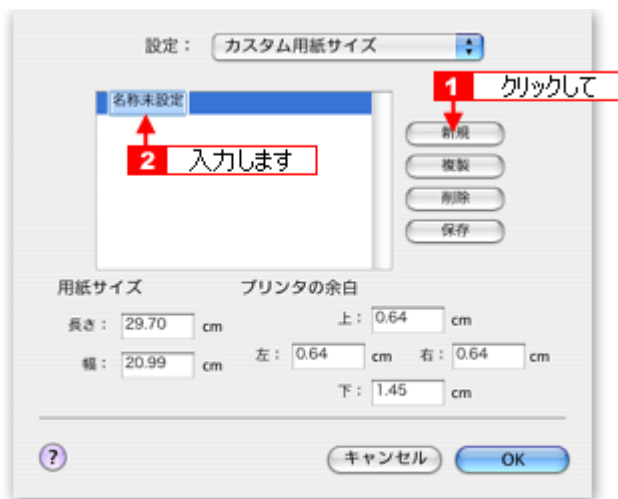 設定： カスタム用紙サイズ
1 クリックして
名称未設定
新規
2 入力します
複製
削除
保存
用紙サイズ プリンタの余白
長さ： 29.70 cm
上： 0.64 cm
幅： 20.99 cm
左： 0.64 cm 右： 0.64 cm
下： 1.45 cm
? キャンセル OK